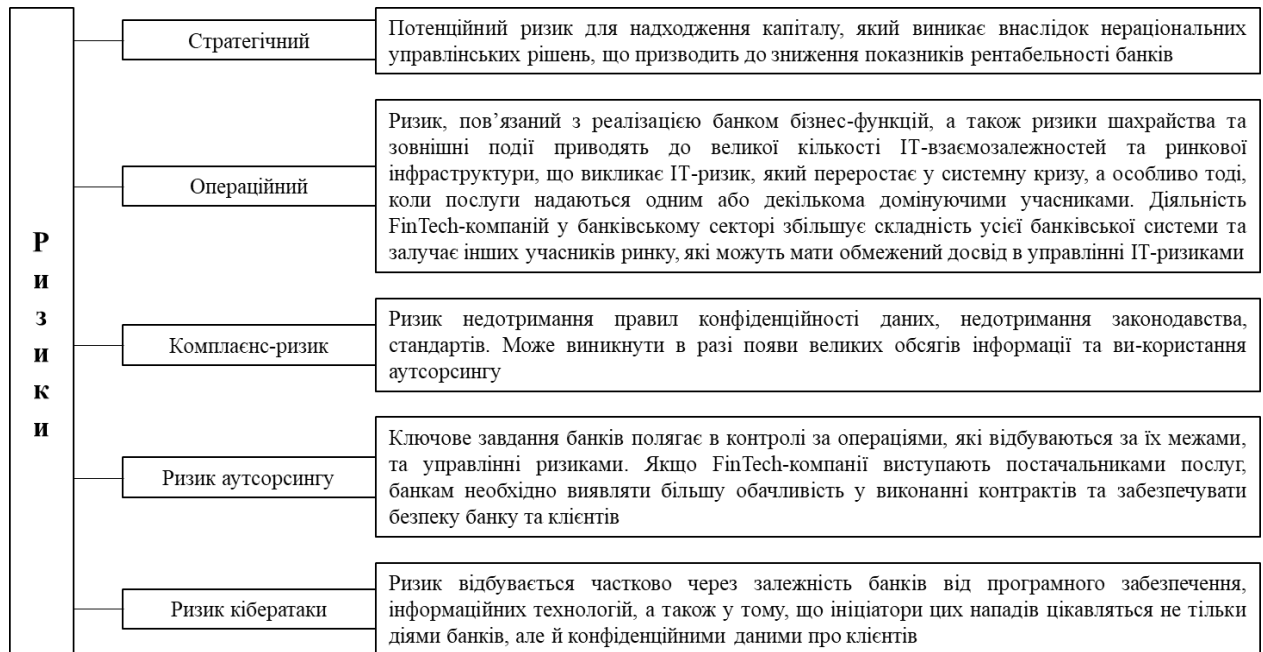 Ризики
Стратегічний
Потенційний ризик для надходження капіталу, який виникає внаслідок нераціональних
управлінських рішень, що призводить до зниження показників рентабельності банків
Операційний
Ризик, пов’язаний з реалізацією банком бізнес-функцій, а також ризики шахрайства та
зовнішні події приводять до великої кількості ІТ-взаємозалежностей та ринкової
інфраструктури, що викликає ІТ-ризик, який переростає у системну кризу, а особливо тоді,
коли послуги надаються одним або декількома домінуючими учасниками. Діяльність
FinTech-компаній у банківському секторі збільшує складність усієї банківської системи та
залучає інших учасників ринку, які можуть мати обмежений досвід в управлінні ІТ-ризиками
Комплаєнс-ризик
Ризик недотримання правил конфіденційності даних, недотримання законодавства,
стандартів. Може виникнути в разі появи великих обсягів інформації та ви-користання
аутсорсингу
Ризик аутсорсингу
Ключове завдання банків полягає в контролі за операціями, які відбуваються за їх межами,
та управлінні ризиками. Якщо FinTech-компанії виступають постачальниками послуг,
банкам необхідно виявляти більшу обачливість у виконанні контрактів та забезпечувати
безпеку банку та клієнтів
Ризик кібератаки
Ризик відбувається частково через залежність банків від програмного забезпечення,
інформаційних технологій, а також у тому, що ініціатори цих нападів цікавляться не тільки
діями банків, але й конфіденційними даними про клієнтів